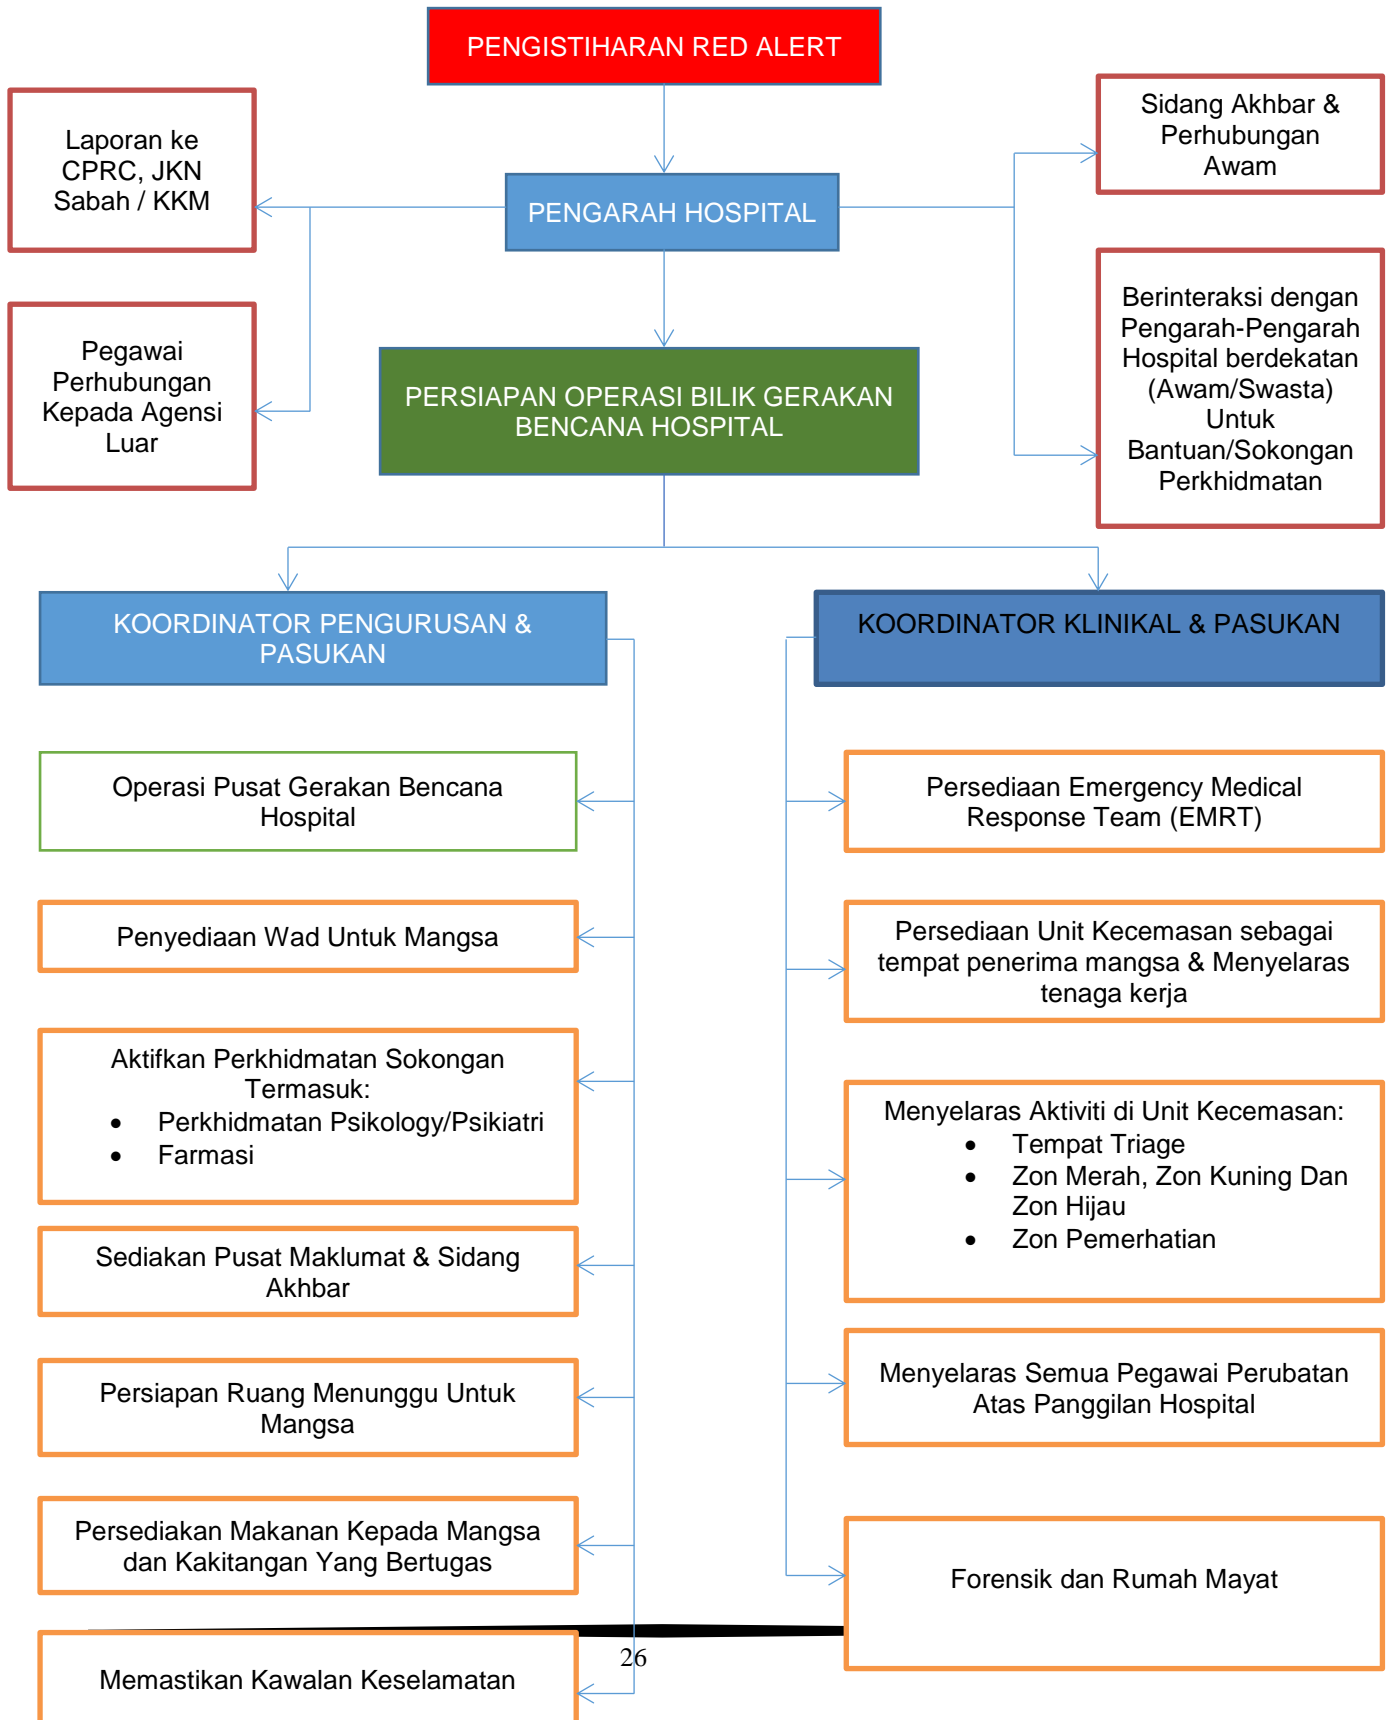 PENGISTIHARAN RED ALERT
Laporan ke
CPRC, JKN
Sabah / KKM
Sidang Akhbar &
Perhubungan
Awam
PENGARAH HOSPITAL
Pegawai
Perhubungan
Kepada Agensi
Luar
Berinteraksi dengan
Pengarah-Pengarah
Hospital berdekatan
(Awam/Swasta)
Untuk
Bantuan/Sokongan
Perkhidmatan
PERSIAPAN OPERASI BILIK GERAKAN
BENCANA HOSPITAL
KOORDINATOR PENGURUSAN &
PASUKAN
KOORDINATOR KLINIKAL & PASUKAN
Operasi Pusat Gerakan Bencana
Hospital
Penyediaan Wad Untuk Mangsa
Aktifkan Perkhidmatan Sokongan
Termasuk:
• Perkhidmatan Psikology/Psikiatri
• Farmasi
Sediakan Pusat Maklumat & Sidang
Akhbar
Persiapan Ruang Menunggu Untuk
Mangsa
Persediakan Makanan Kepada Mangsa
dan Kakitangan Yang Bertugas
Memastikan Kawalan Keselamatan
Persediaan Emergency Medical
Response Team (EMRT)
Persediaan Unit Kecemasan sebagai
tempat penerima mangsa & Menyelaras
tenaga kerja
Menyelaras Aktiviti di Unit Kecemasan:
• Tempat Triage
• Zon Merah, Zon Kuning Dan
Zon Hijau
• Zon Pemerhatian
Menyelaras Semua Pegawai Perubatan
Atas Panggilan Hospital
Forensik dan Rumah Mayat
26